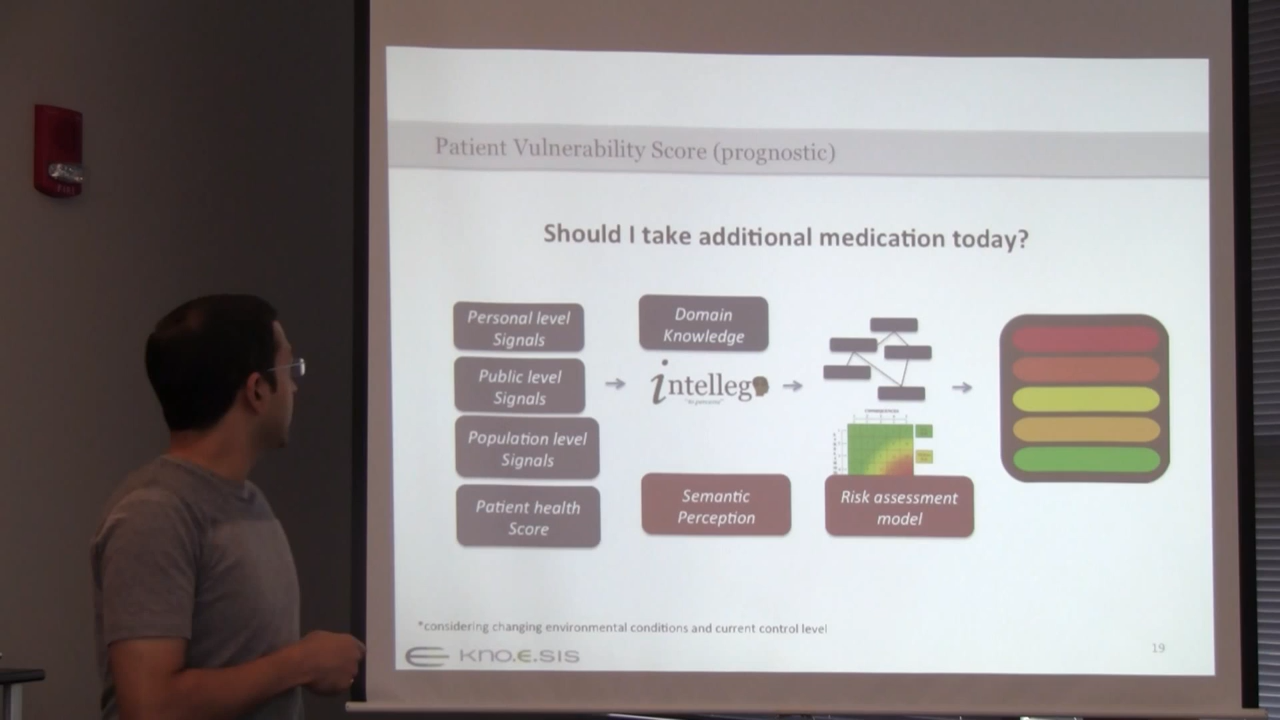 Patient Vulnerability Score (prognostic)
Should I take additional medication today?
Personal level
Signals
Public level
Signals
Population level
Signals
Patient health
Score
Domain
Knowledge
intellego
Semantic
Perception
Risk assessment
model
*considering changing environmental conditions and current control level
KNO.E.SIS
19
FIRE